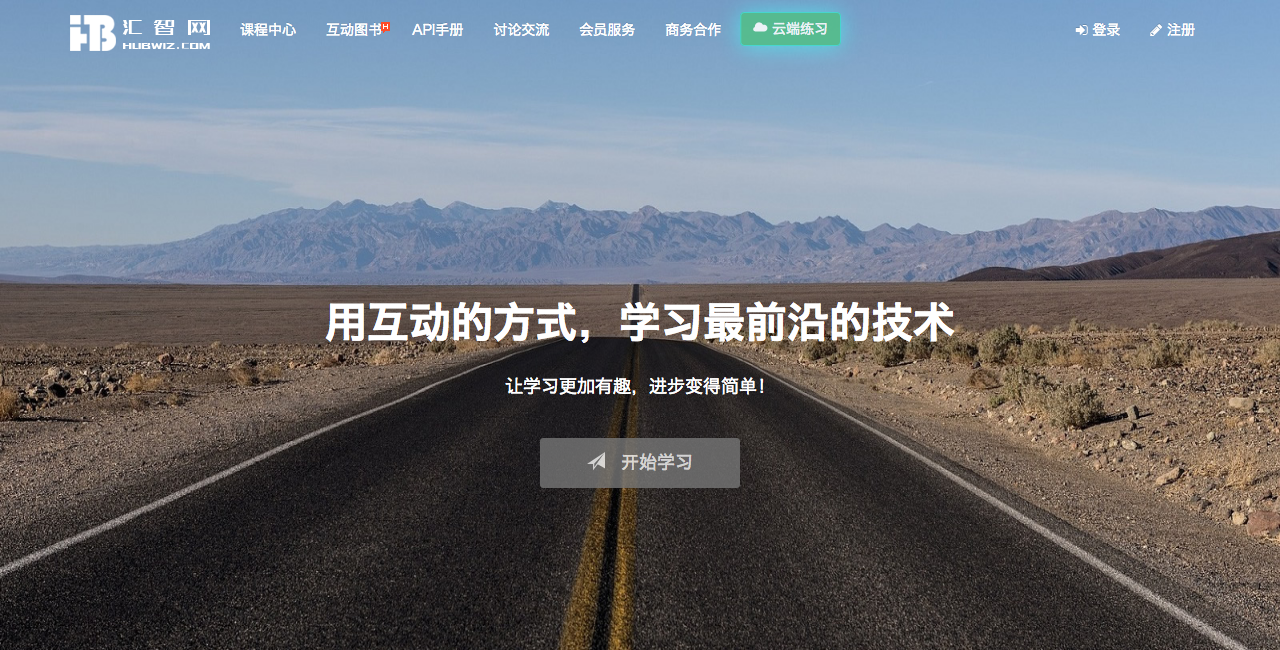 汇智网
HUBWIZ.COM
课程中心 互动图书 H API手册 讨论交流 会员服务 商务合作 云端练习 登录 注册
用互动的方式，学习最前沿的技术
让学习更加有趣，进步变得简单！
开始学习